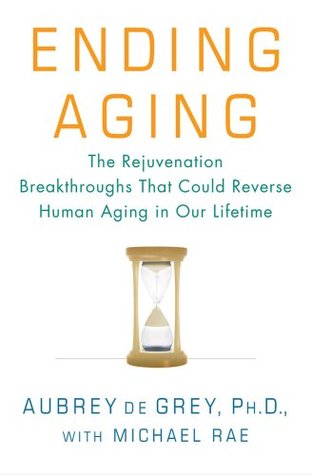 ENDING
AGING
The Rejuvenation
Breakthroughs That Could Reverse
Human Aging in Our Lifetime
AUBREY DE GREY, PH.D.,
WITH MICHAEL RAE